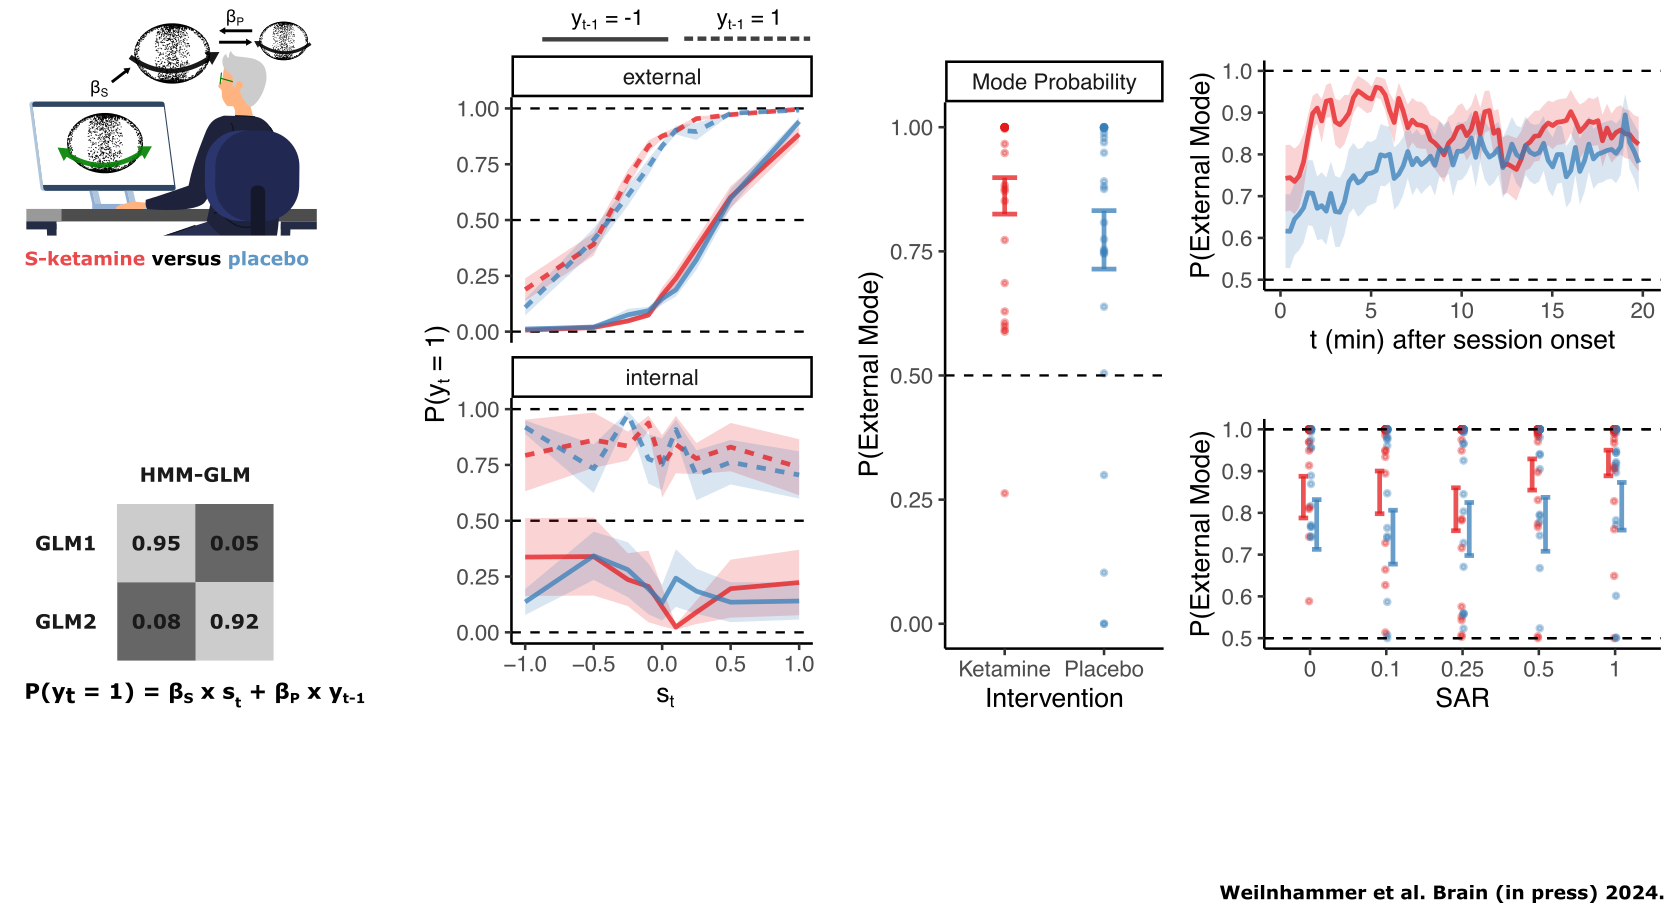 βP
βS
S-ketamine versus placebo
HMM-GLM
GLM1 0.95 0.05
GLM2 0.08 0.92
P(yt = 1) = βS x st + βP x yt-1
yt-1 = -1 yt-1 = 1
external
1.00
0.75
0.50
0.25
0.00
internal
1.00
0.75
0.50
0.25
0.00
P(yt = 1)
−1.0 −0.5 0.0 0.5 1.0
st
Mode Probability
1.00
0.75
0.50
0.25
0.00
P(External Mode)
Ketamine Placebo
Intervention
1.0
0.9
0.8
0.7
0.6
0.5
P(External Mode)
0 5 10 15 20
t (min) after session onset
1.0
0.9
0.8
0.7
0.6
0.5
P(External Mode)
0 0.1 0.25 0.5 1
SAR
Weilnhammer et al. Brain (in press) 2024.